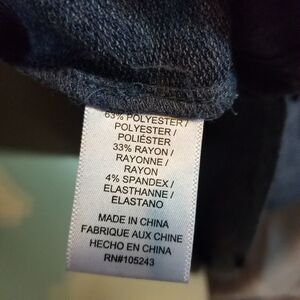 63% POLYESTER /
POLYESTER /
POLIÉSTER
33% RAYON /
RAYONNE /
RAYON
4% SPANDEX /
ELASTHANNE /
ELASTANO
MADE IN CHINA
FABRIQUE AUX CHINE
HECHO EN CHINA
RN#105243